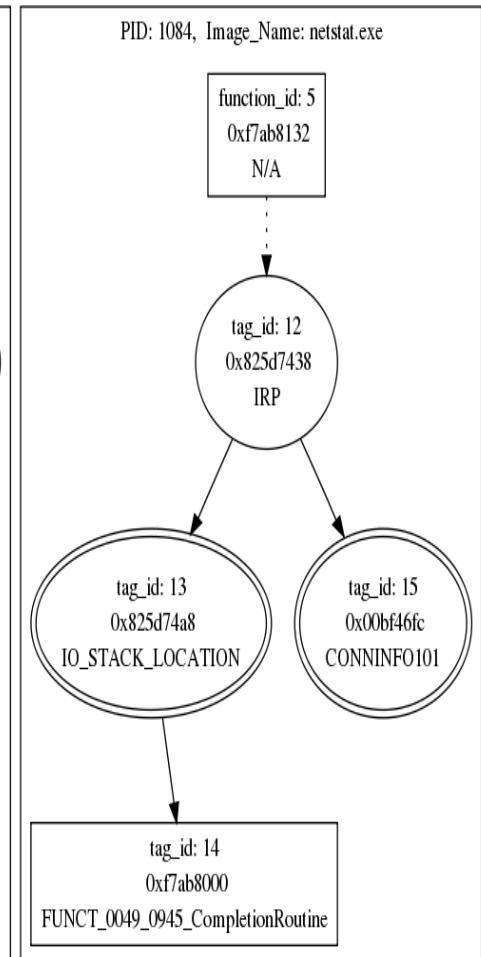 PID: 1084, Image_Name: netstat.exe
function_id: 5
0xf7ab8132
N/A
tag_id: 12
0x825d7438
IRP
tag_id: 13
0x825d74a8
IO_STACK_LOCATION
tag_id: 15
0x00bf46fc
CONNINFO101
tag_id: 14
0xf7ab8000
FUNCT_0049_0945_CompletionRoutine